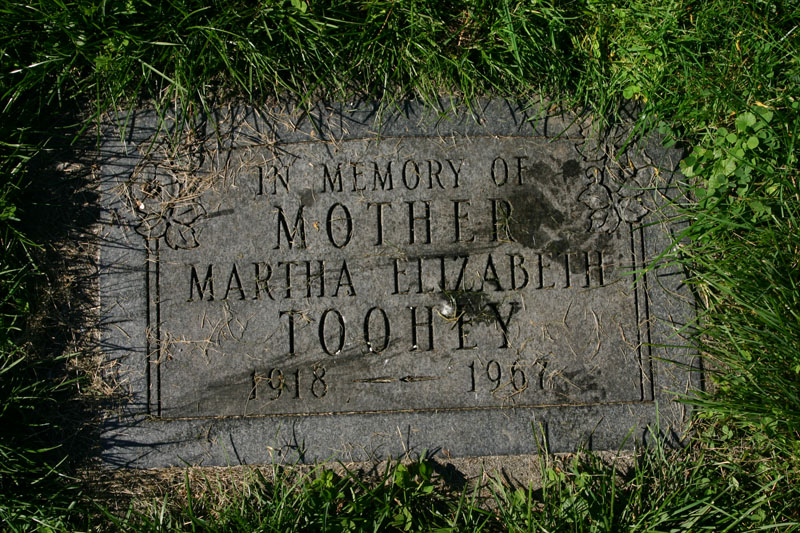 IN MEMORY OF
MOTHER
MARTHA ELIZABETH
TOOHEY
1918 1967